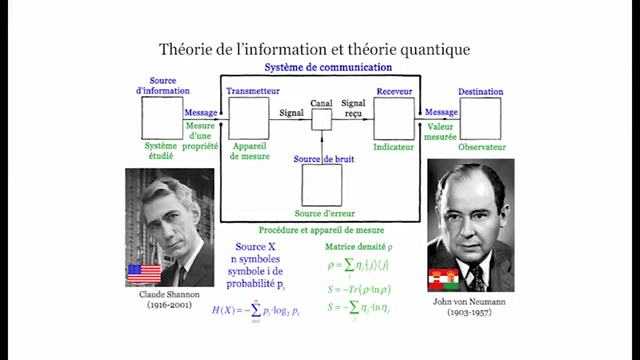 Théorie de l'information et théorie quantique
Système de communication
Source
d'information
Transmetteur
Canal
Receveur
Destination
Message
Signal
Signal
reçu
Message
Mesure
d'une
propriété
Valeur
mesurée
Système
étudié
Appareil
de mesure
Indicateur
Observateur
Source de bruit
Source d'erreur
Procédure et appareil de mesure
Source X
n symboles
symbole i de
probabilité pᵢ
H(X) = -∑ⁿᵢ₌₁ pᵢ·log₂ pᵢ
Matrice densité ρ
ρ = ∑ⱼ ηⱼ|j⟩⟨j|
S = -Tr(ρ·ln ρ)
S = -∑ⱼ ηⱼ·ln ηⱼ
Claude Shannon
(1916-2001)
John von Neumann
(1903-1957)